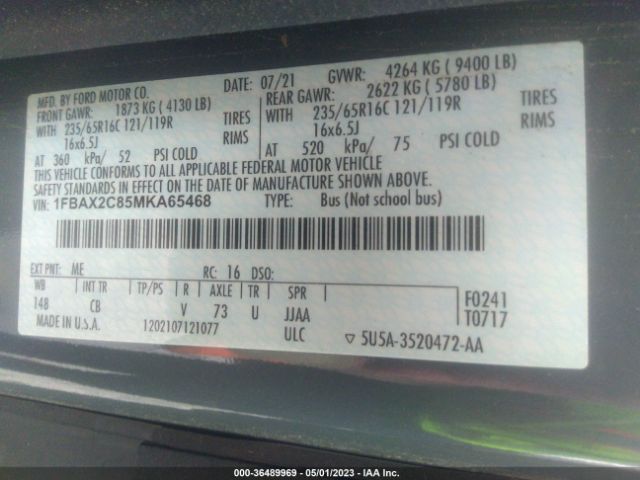 MFD. BY FORD MOTOR CO. DATE: 07/21 GVWR: 4264 KG ( 9400 LB)
FRONT GAWR: 1873 KG ( 4130 LB) REAR GAWR: 2622 KG ( 5780 LB)
WITH 235/65R16C 121/119R TIRES WITH 235/65R16C 121/119R TIRES
16x6.5J RIMS 16x6.5J RIMS
AT 360 kPa/ 52 PSI COLD AT 520 kPa/ 75 PSI COLD
THIS VEHICLE CONFORMS TO ALL APPLICABLE FEDERAL MOTOR VEHICLE
SAFETY STANDARDS IN EFFECT ON THE DATE OF MANUFACTURE SHOWN ABOVE.
VIN: 1FBAX2C85MKA65468 TYPE: Bus (Not school bus)
EXT PNT: ME RC: 16 DSO:
WB INT TR TP/PS R AXLE TR SPR F0241
148 CB V 73 U JJAA T0717
MADE IN U.S.A. 1202107121077 ULC ▽ 5U5A-3520472-AA
000-36489969 - 05/01/2023 - IAA Inc.